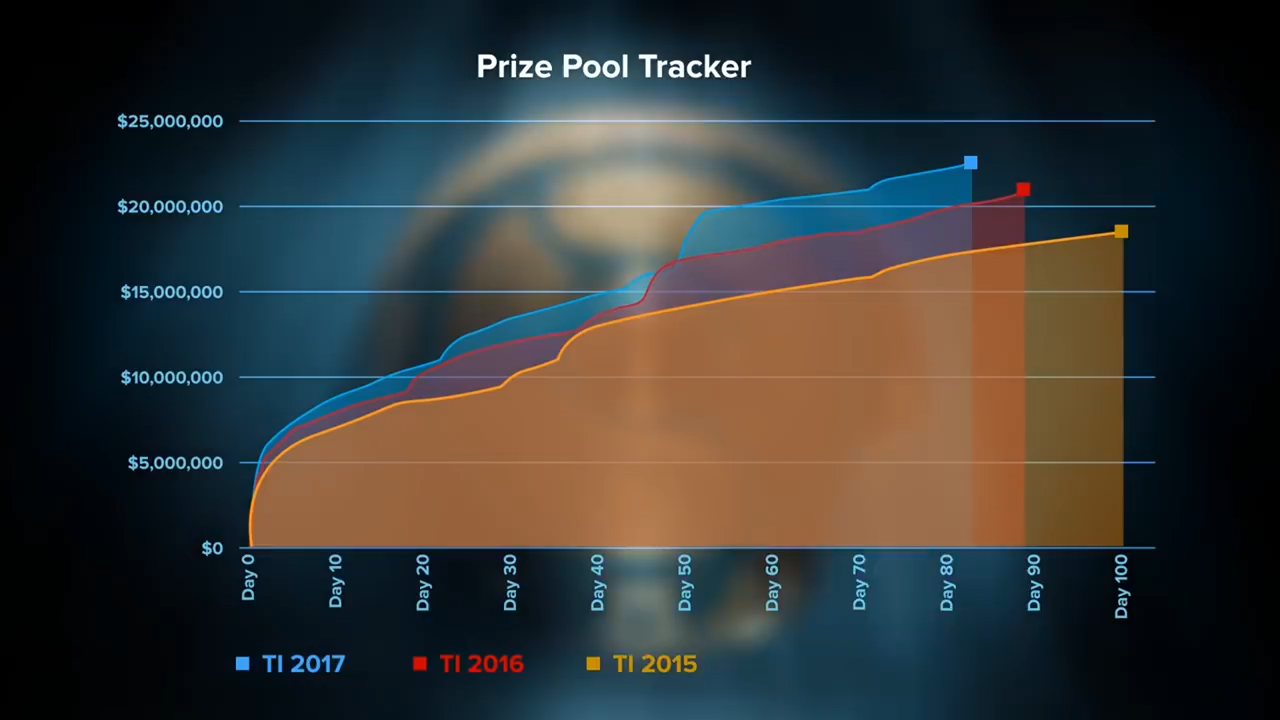 Prize Pool Tracker
$25,000,000
$20,000,000
$15,000,000
$10,000,000
$5,000,000
$0
Day 0
Day 10
Day 20
Day 30
Day 40
Day 50
Day 60
Day 70
Day 80
Day 90
Day 100
TI 2017
TI 2016
TI 2015